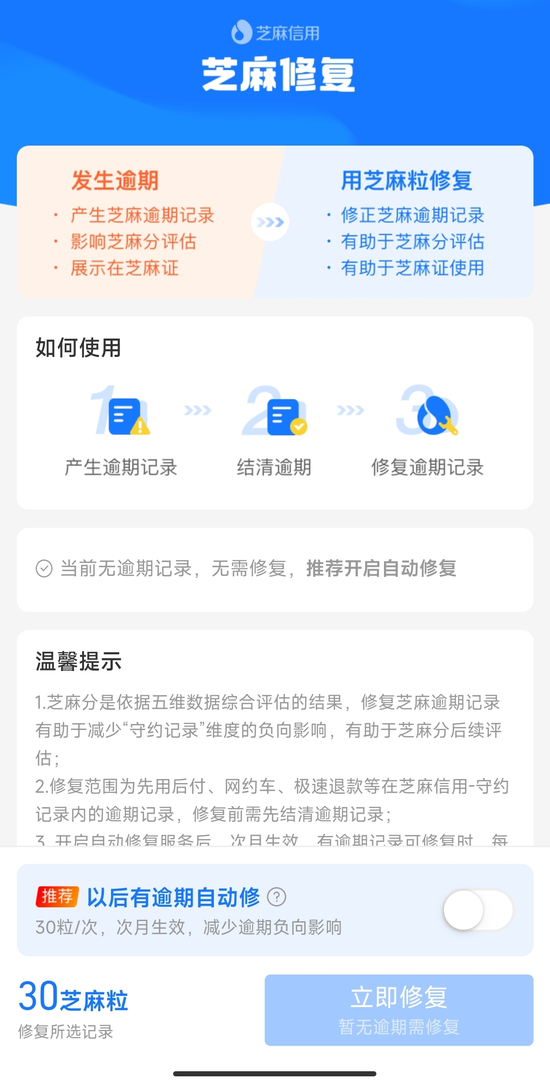 芝麻信用
芝麻修复
发生逾期
· 产生芝麻逾期记录
· 影响芝麻分评估
· 展示在芝麻证
用芝麻粒修复
· 修正芝麻逾期记录
· 有助于芝麻分评估
· 有助于芝麻证使用
如何使用
1
2
3
产生逾期记录
结清逾期
修复逾期记录
当前无逾期记录，无需修复，推荐开启自动修复
温馨提示
1.芝麻分是依据五维数据综合评估的结果，修复芝麻逾期记录
有助于减少“守约记录”维度的负向影响，有助于芝麻分后续评
估；
2.修复范围为先用后付、网约车、极速退款等在芝麻信用-守约
记录内的逾期记录，修复前需先结清逾期记录；
3. 开启自动修复服务后，次月生效，有逾期记录可修复时，每
推荐 以后有逾期自动修 ?
30粒/次，次月生效，减少逾期负向影响
30芝麻粒
修复所选记录
立即修复
暂无逾期需修复